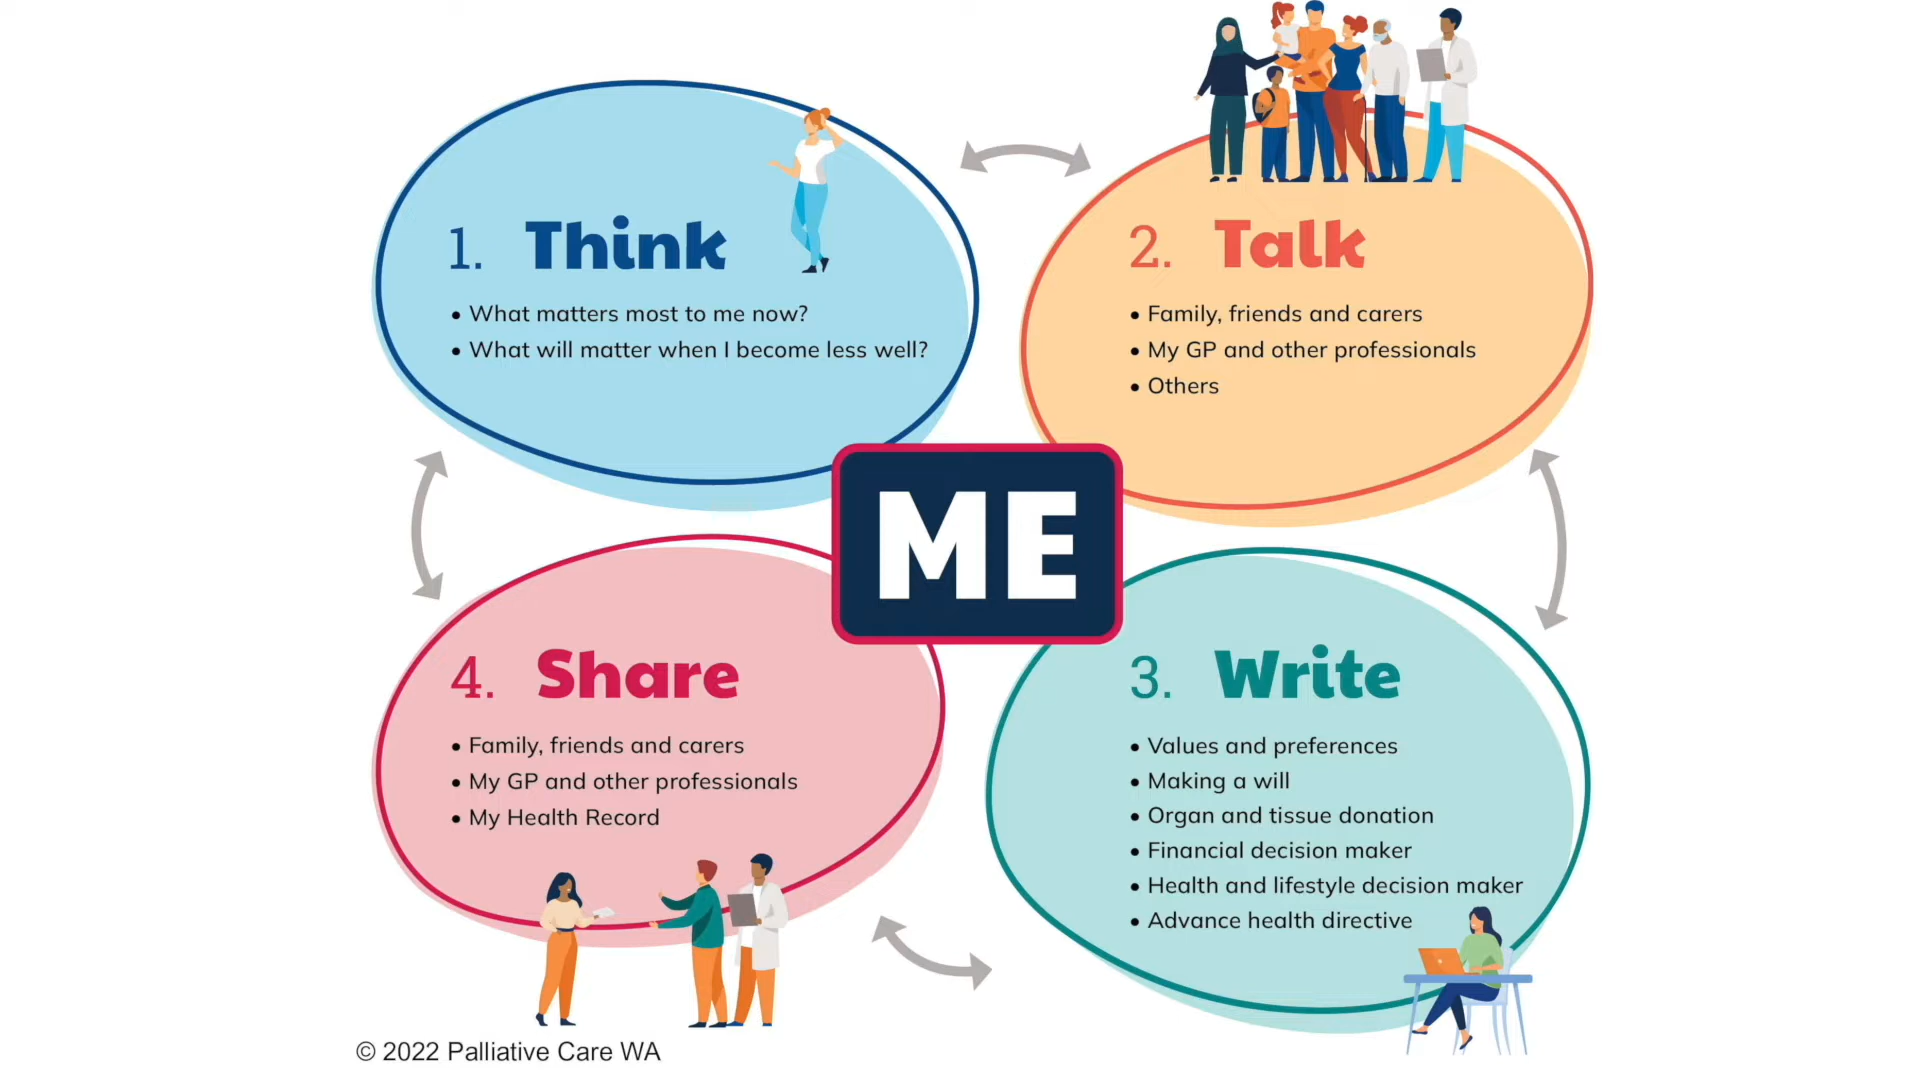 1. Think
• What matters most to me now?
• What will matter when I become less well?
2. Talk
• Family, friends and carers
• My GP and other professionals
• Others
ME
3. Write
• Values and preferences
• Making a will
• Organ and tissue donation
• Financial decision maker
• Health and lifestyle decision maker
• Advance health directive
4. Share
• Family, friends and carers
• My GP and other professionals
• My Health Record
© 2022 Palliative Care WA